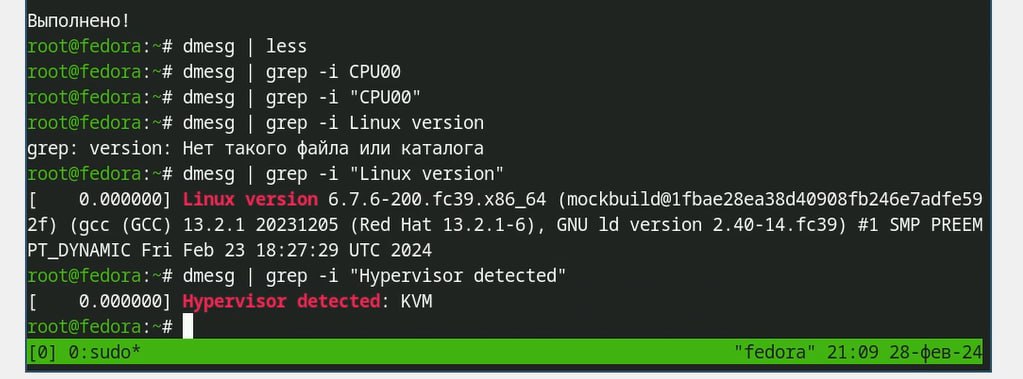 Выполнено!
root@fedora:~# dmesg | less
root@fedora:~# dmesg | grep -i CPU00
root@fedora:~# dmesg | grep -i "CPU00"
root@fedora:~# dmesg | grep -i Linux version
grep: version: Нет такого файла или каталога
root@fedora:~# dmesg | grep -i "Linux version"
[    0.000000] Linux version 6.7.6-200.fc39.x86_64 (mockbuild@1fbae28ea38d40908fb246e7adfe59
2f) (gcc (GCC) 13.2.1 20231205 (Red Hat 13.2.1-6), GNU ld version 2.40-14.fc39) #1 SMP PREEM
PT_DYNAMIC Fri Feb 23 18:27:29 UTC 2024
root@fedora:~# dmesg | grep -i "Hypervisor detected"
[    0.000000] Hypervisor detected: KVM
root@fedora:~#
[0] 0:sudo* "fedora" 21:09 28-фев-24